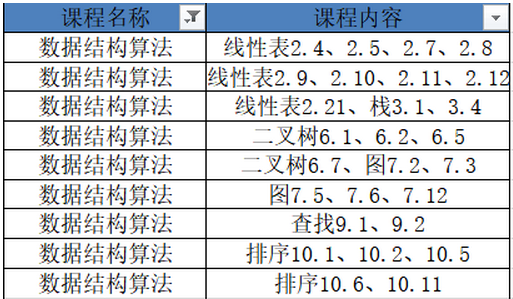 课程名称 课程内容
数据结构算法 线性表2.4、2.5、2.7、2.8
数据结构算法 线性表2.9、2.10、2.11、2.12
数据结构算法 线性表2.21、栈3.1、3.4
数据结构算法 二叉树6.1、6.2、6.5
数据结构算法 二叉树6.7、图7.2、7.3
数据结构算法 图7.5、7.6、7.12
数据结构算法 查找9.1、9.2
数据结构算法 排序10.1、10.2、10.5
数据结构算法 排序10.6、10.11